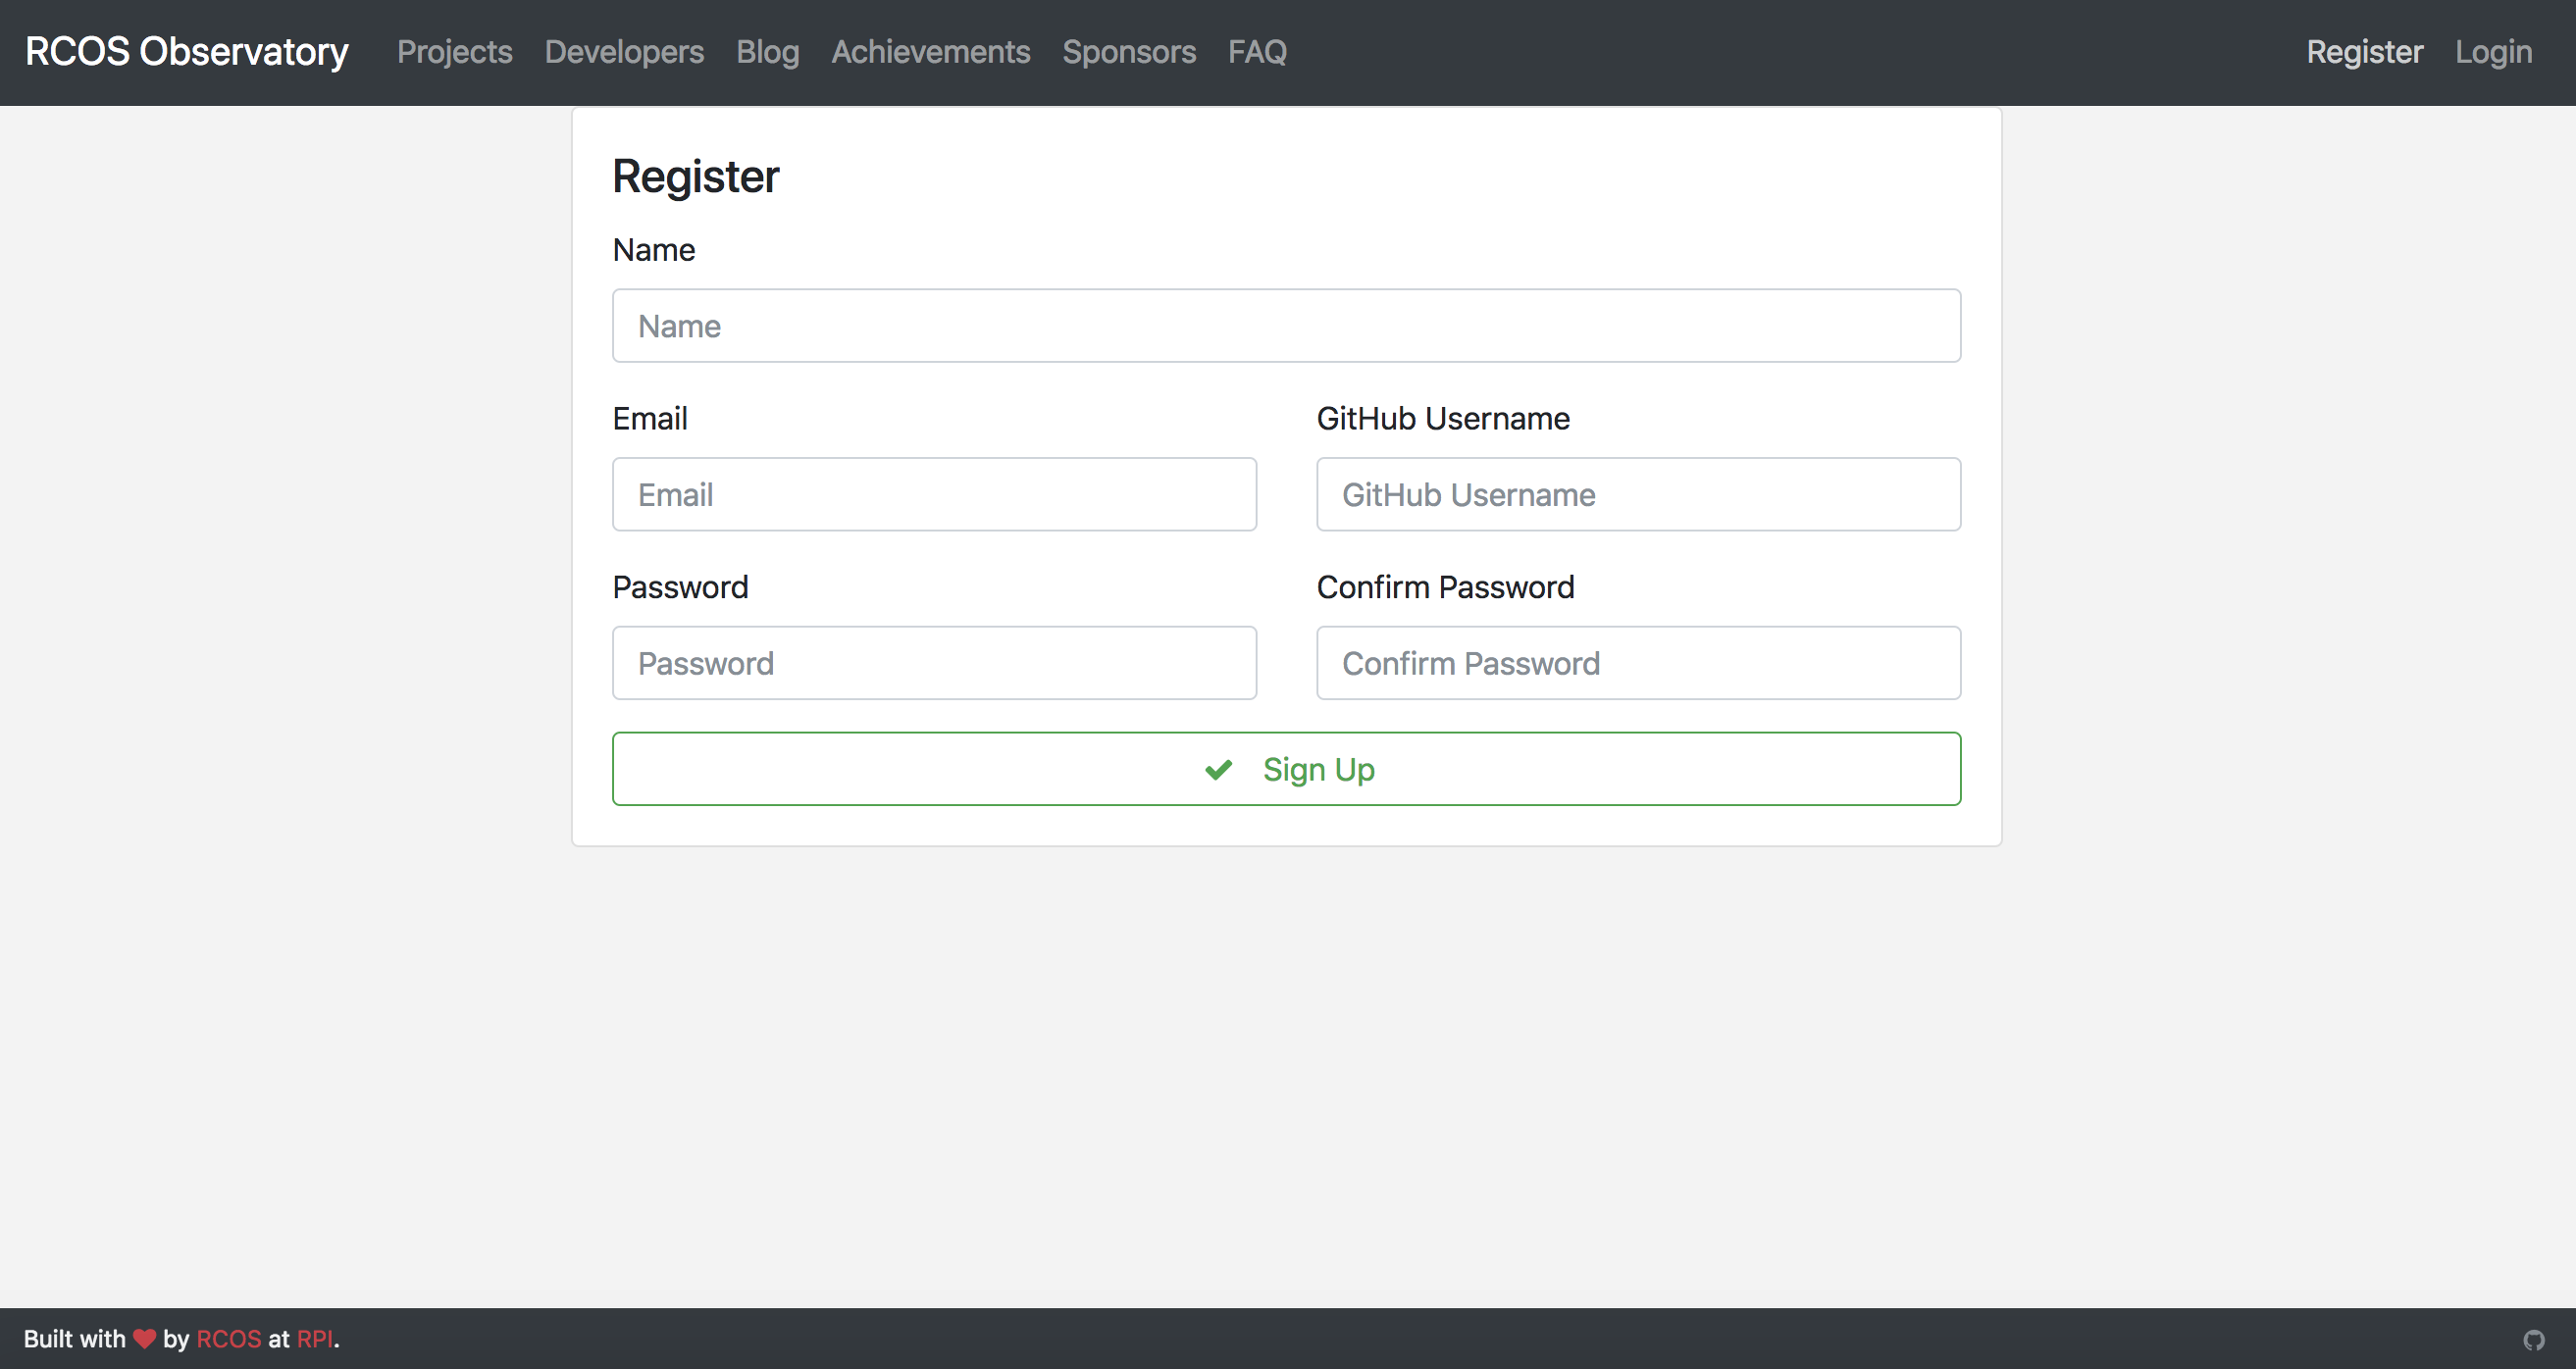 RCOS Observatory Projects Developers Blog Achievements Sponsors FAQ Register Login
Register
Name
Name
Email GitHub Username
Email GitHub Username
Password Confirm Password
Password Confirm Password
Sign Up
Built with by RCOS at RPI.